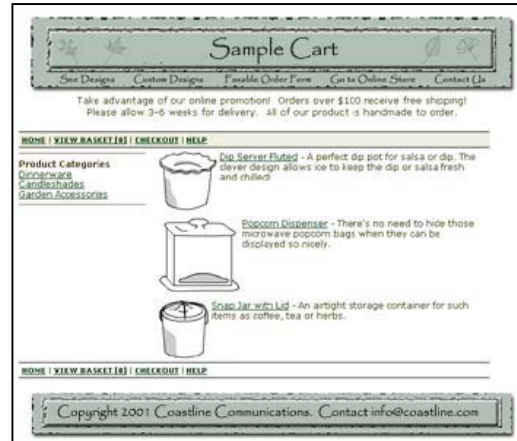 Sample Cart
See Designs Custom Designs Faxable Order Form Go to Online Store Contact Us
Take advantage of our online promotion! Orders over $100 receive free shipping!
Please allow 3-6 weeks for delivery. All of our product is handmade to order.
HOME | VIEW BASKET [0] | CHECKOUT | HELP
Product Categories
Dinnerware
Candleshades
Garden Accessories
Dip Server Fluted - A perfect dip pot for salsa or dip. The
clever design allows ice to keep the dip or salsa fresh
and chilled!
Popcorn Dispenser - There's no need to hide those
microwave popcorn bags when they can be
displayed so nicely.
Snap Jar with Lid - An airtight storage container for such
items as coffee, tea or herbs.
HOME | VIEW BASKET [0] | CHECKOUT | HELP
Copyright 2001 Coastline Communications. Contact info@coastline.com